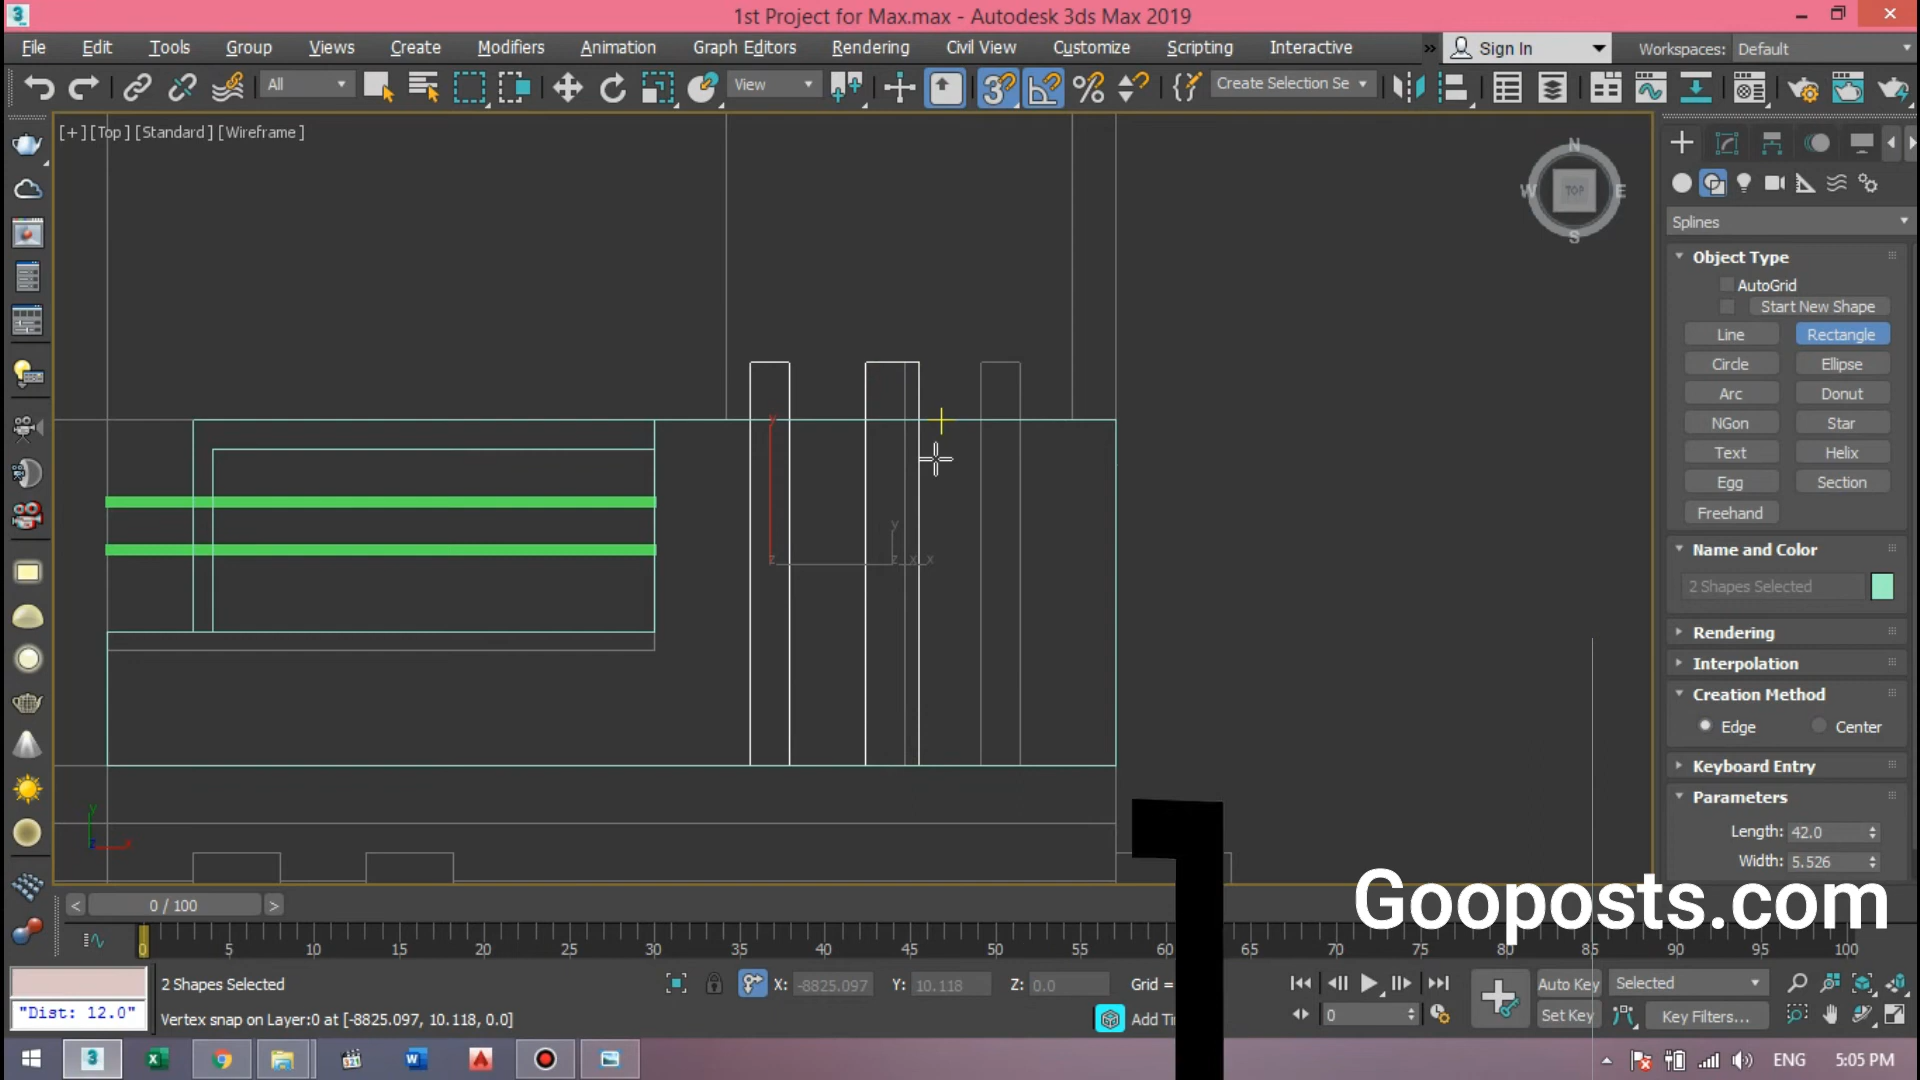 1st Project for Max.max - Autodesk 3ds Max 2019
File Edit Tools Group Views Create Modifiers Animation Graph Editors Rendering Civil View Customize Scripting Interactive
Sign In
Workspaces: Default
All
View
Create Selection Se
[+] [Top] [Standard] [Wireframe]
N
W TOP E
S
Splines
Object Type
AutoGrid
Start New Shape
Line Rectangle
Circle Ellipse
Arc Donut
NGon Star
Text Helix
Egg Section
Freehand
Name and Color
2 Shapes Selected
Rendering
Interpolation
Creation Method
Edge Center
Keyboard Entry
Parameters
Length: 42.0
Width: 5.526
y
y
z
z x x
y
z x
Gooposts.com
< 0 / 100 >
0 5 10 15 20 25 30 35 40 45 50 55 60 65 70 75 80 85 90 95 100
2 Shapes Selected
X: -8825.097 Y: 10.118 Z: 0.0 Grid =
Auto Key Selected
"Dist: 12.0"
Vertex snap on Layer:0 at [-8825.097, 10.118, 0.0]
0
Set Key Key Filters...
ENG 5:05 PM
1